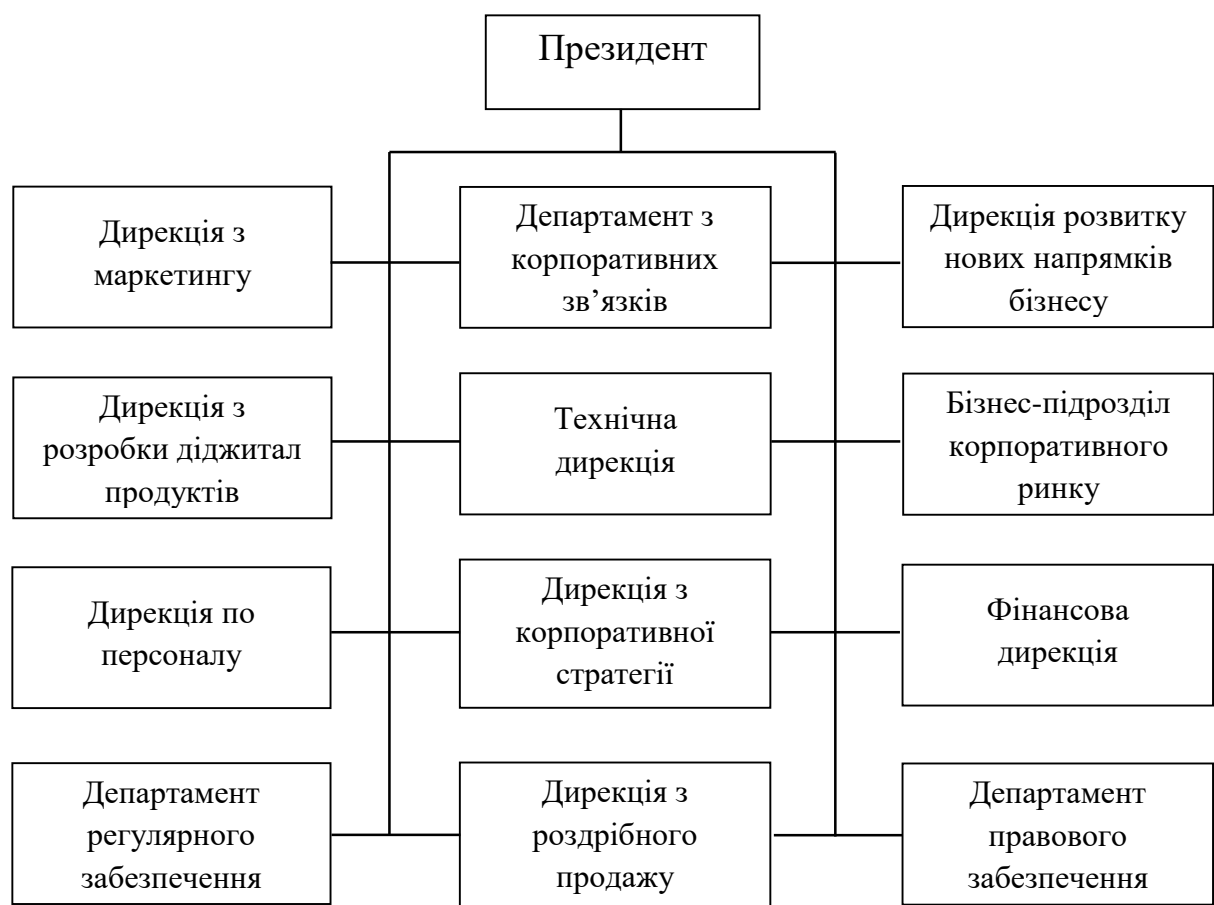 Президент
Дирекція з
маркетингу
Департамент з
корпоративних
зв’язків
Дирекція розвитку
нових напрямків
бізнесу
Дирекція з
розробки діджитал
продуктів
Технічна
дирекція
Бізнес-підрозділ
корпоративного
ринку
Дирекція по
персоналу
Дирекція з
корпоративної
стратегії
Фінансова
дирекція
Департамент
регулярного
забезпечення
Дирекція з
роздрібного
продажу
Департамент
правового
забезпечення